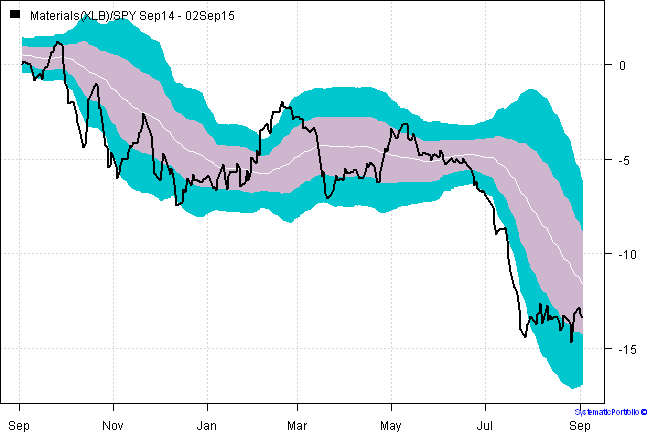 Materials(XLB)/SPY Sep14 - 02Sep15
0
-5
-10
-15
SystematicPortfolio ©
Sep Nov Jan Mar May Jul Sep